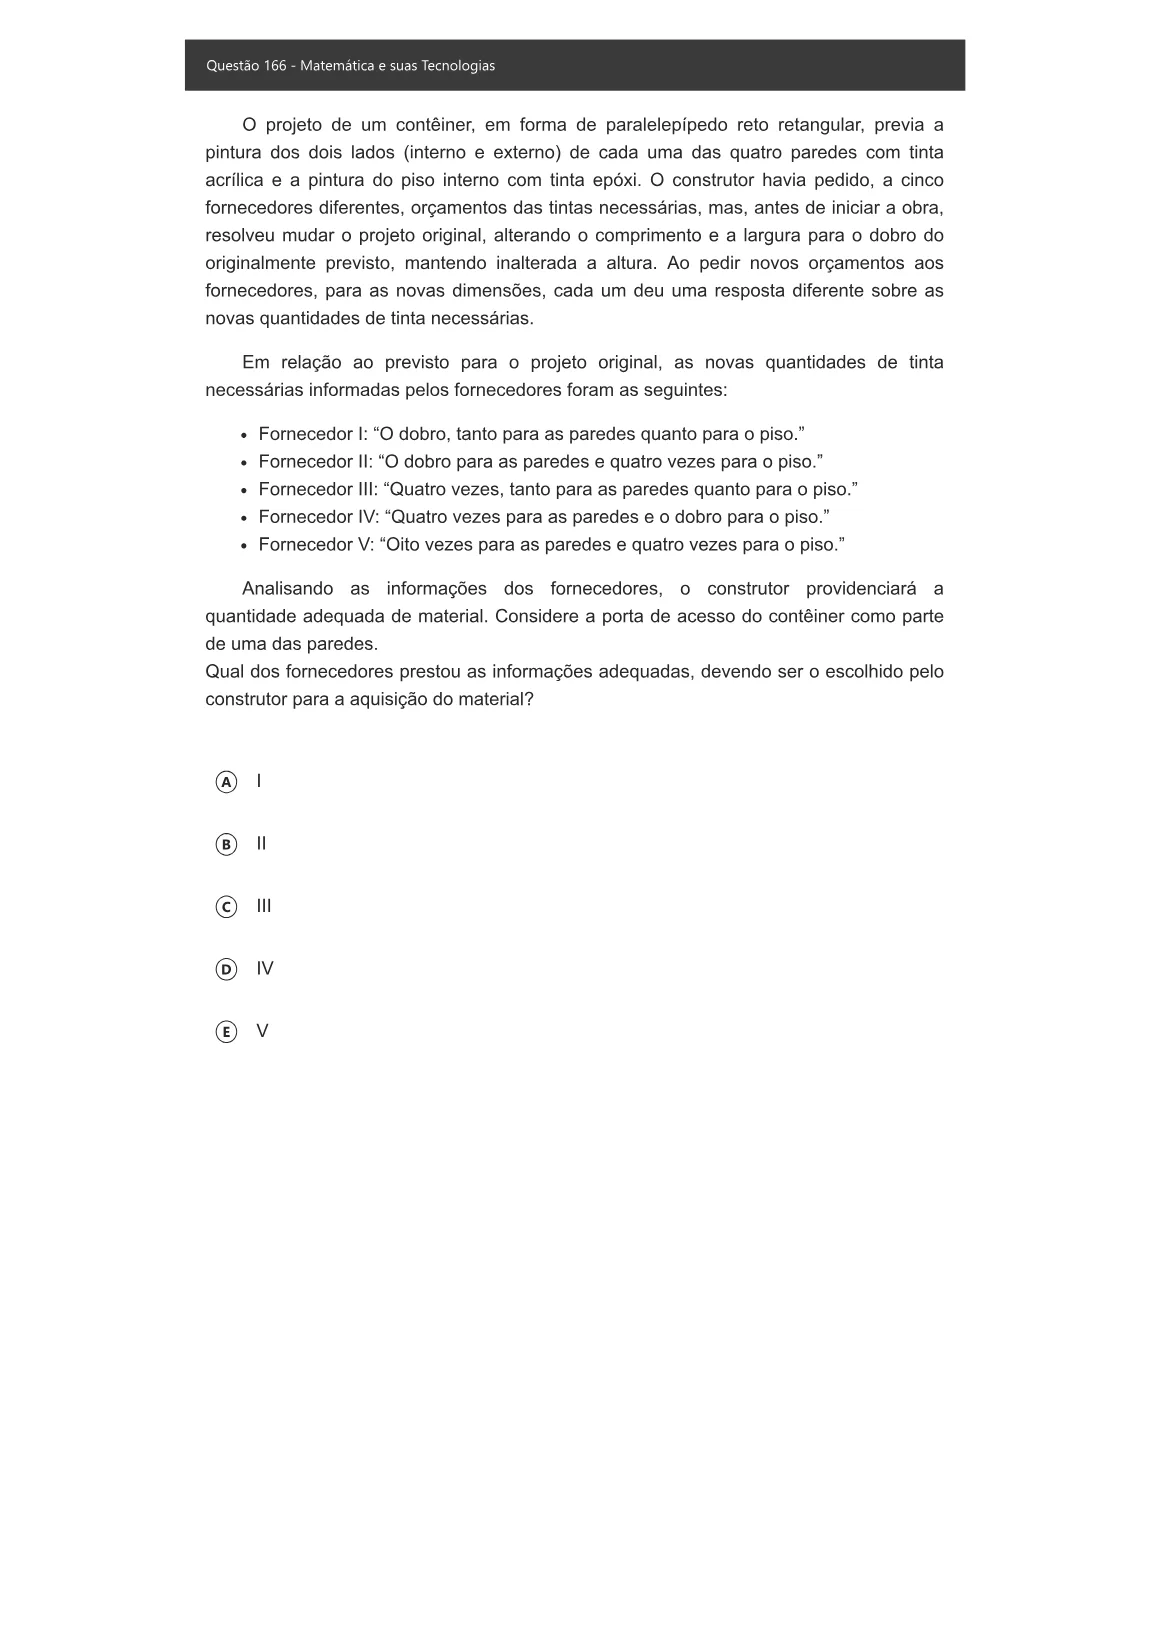 Questão 166 - Matemática e suas Tecnologias
O projeto de um contêiner, em forma de paralelepípedo reto retangular, previa a
pintura dos dois lados (interno e externo) de cada uma das quatro paredes com tinta
acrílica e a pintura do piso interno com tinta epóxi. O construtor havia pedido, a cinco
fornecedores diferentes, orçamentos das tintas necessárias, mas, antes de iniciar a obra,
resolveu mudar o projeto original, alterando o comprimento e a largura para o dobro do
originalmente previsto, mantendo inalterada a altura. Ao pedir novos orçamentos aos
fornecedores, para as novas dimensões, cada um deu uma resposta diferente sobre as
novas quantidades de tinta necessárias.
Em relação ao previsto para o projeto original, as novas quantidades de tinta
necessárias informadas pelos fornecedores foram as seguintes:
• Fornecedor I: “O dobro, tanto para as paredes quanto para o piso.”
• Fornecedor II: “O dobro para as paredes e quatro vezes para o piso.”
• Fornecedor III: “Quatro vezes, tanto para as paredes quanto para o piso.”
• Fornecedor IV: “Quatro vezes para as paredes e o dobro para o piso.”
• Fornecedor V: “Oito vezes para as paredes e quatro vezes para o piso.”
Analisando as informações dos fornecedores, o construtor providenciará a
quantidade adequada de material. Considere a porta de acesso do contêiner como parte
de uma das paredes.
Qual dos fornecedores prestou as informações adequadas, devendo ser o escolhido pelo
construtor para a aquisição do material?
A I
B II
C III
D IV
E V